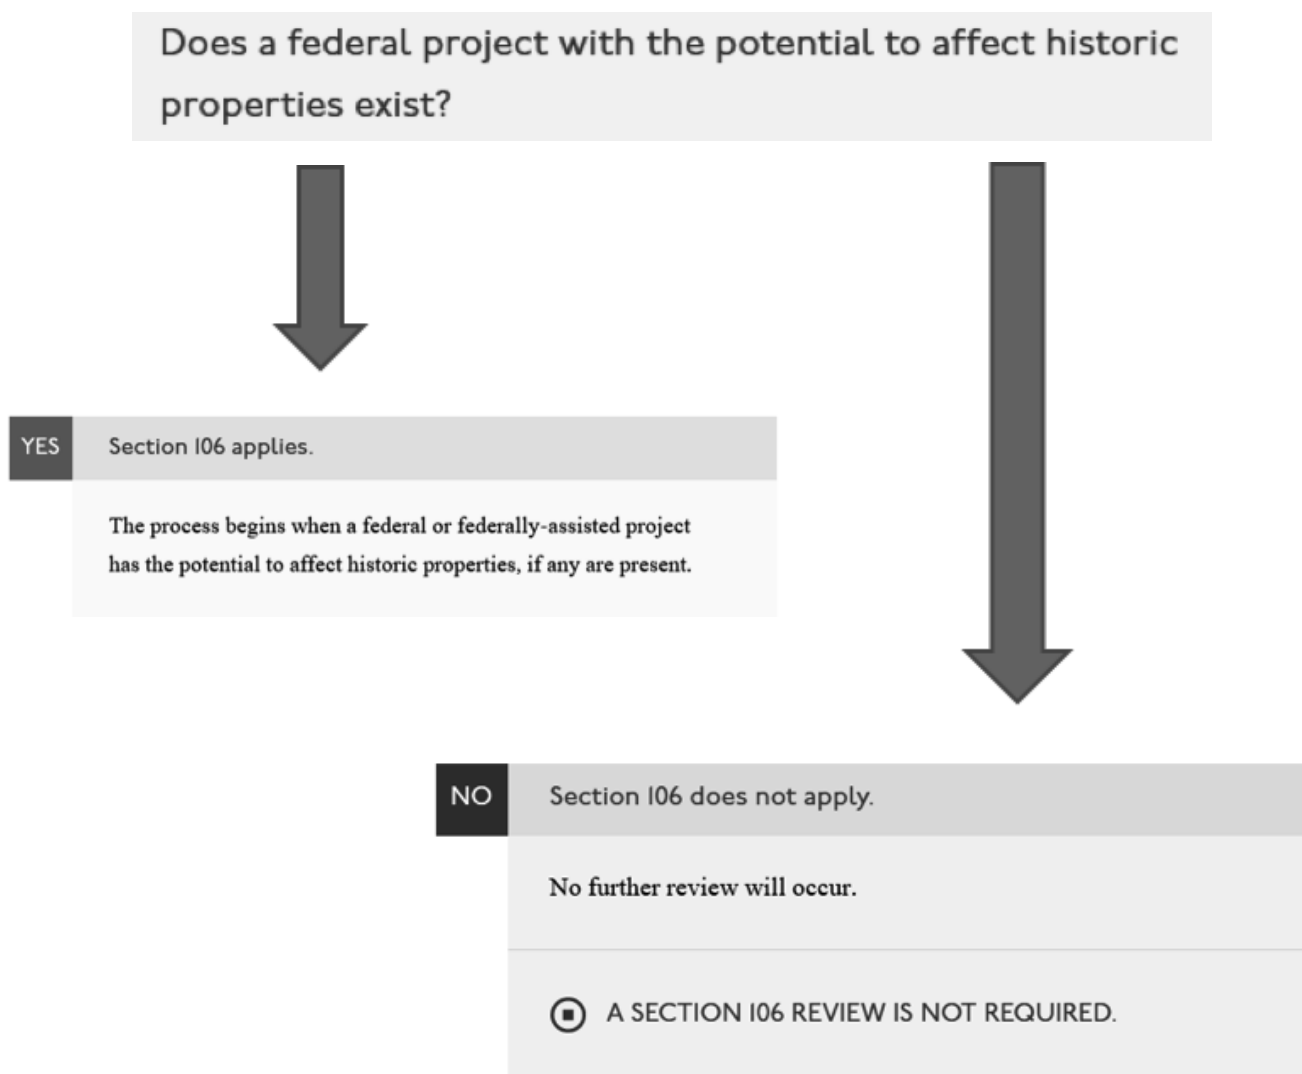 Does a federal project with the potential to affect historic
properties exist?
YES
Section 106 applies.
The process begins when a federal or federally-assisted project
has the potential to affect historic properties, if any are present.
NO
Section 106 does not apply.
No further review will occur.
A SECTION 106 REVIEW IS NOT REQUIRED.